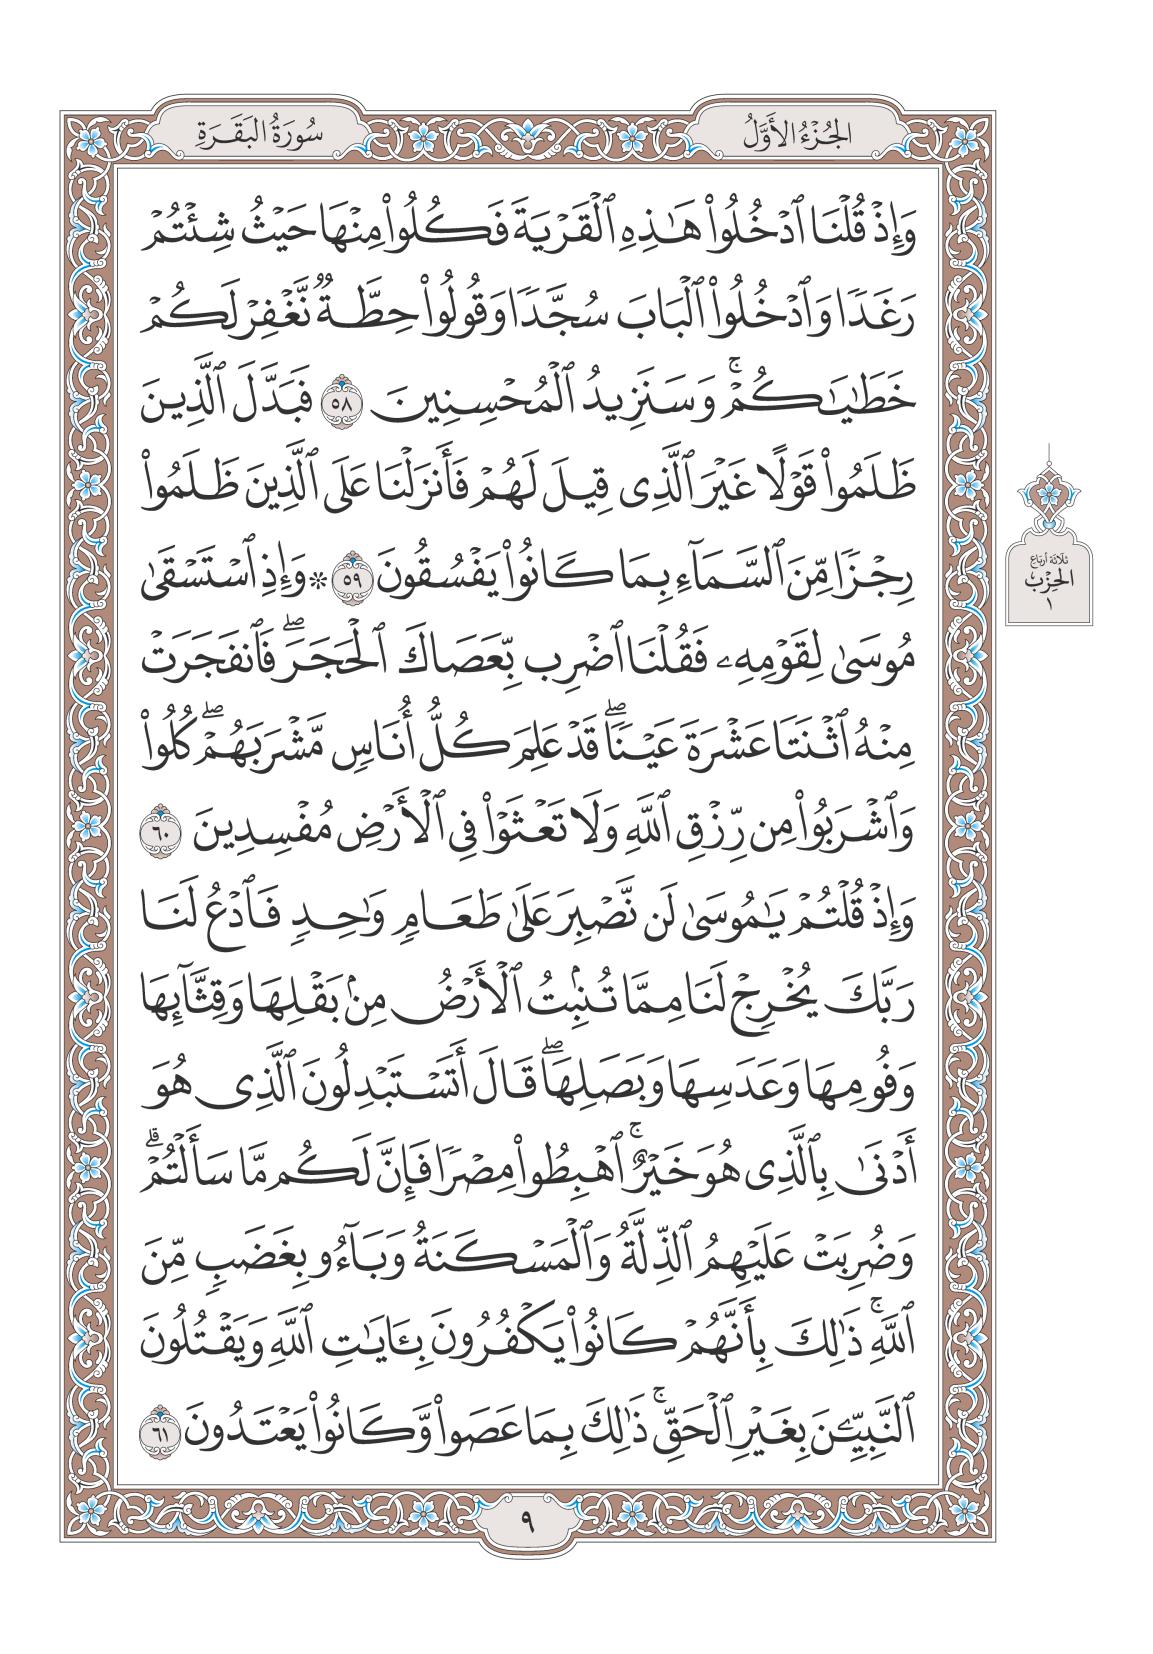 الجُزْءُ الأَوَّلُ
سُورَةُ البَقَرَةِ
وَإِذْ قُلْنَا ٱدْخُلُوا۟ هَٰذِهِ ٱلْقَرْيَةَ فَكُلُوا۟ مِنْهَا حَيْثُ شِئْتُمْ
رَغَدًا وَٱدْخُلُوا۟ ٱلْبَابَ سُجَّدًا وَقُولُوا۟ حِطَّةٌ نَّغْفِرْ لَكُمْ
خَطَٰيَٰكُمْ ۚ وَسَنَزِيدُ ٱلْمُحْسِنِينَ ٥٨ فَبَدَّلَ ٱلَّذِينَ
ظَلَمُوا۟ قَوْلًا غَيْرَ ٱلَّذِى قِيلَ لَهُمْ فَأَنزَلْنَا عَلَى ٱلَّذِينَ ظَلَمُوا۟
رِجْزًا مِّنَ ٱلسَّمَآءِ بِمَا كَانُوا۟ يَفْسُقُونَ ٥٩ * وَإِذِ ٱسْتَسْقَىٰ
مُوسَىٰ لِقَوْمِهِۦ فَقُلْنَا ٱضْرِب بِّعَصَاكَ ٱلْحَجَرَ ۖ فَٱنفَجَرَتْ
مِنْهُ ٱثْنَتَا عَشْرَةَ عَيْنًا ۖ قَدْ عَلِمَ كُلُّ أُنَاسٍ مَّشْرَبَهُمْ ۖ كُلُوا۟
وَٱشْرَبُوا۟ مِن رِّزْقِ ٱللَّهِ وَلَا تَعْثَوْا۟ فِى ٱلْأَرْضِ مُفْسِدِينَ ٦٠
وَإِذْ قُلْتُمْ يَٰمُوسَىٰ لَن نَّصْبِرَ عَلَىٰ طَعَامٍ وَٰحِدٍ فَٱدْعُ لَنَا
رَبَّكَ يُخْرِجْ لَنَا مِمَّا تُنۢبِتُ ٱلْأَرْضُ مِنۢ بَقْلِهَا وَقِثَّآئِهَا
وَفُومِهَا وَعَدَسِهَا وَبَصَلِهَا ۖ قَالَ أَتَسْتَبْدِلُونَ ٱلَّذِى هُوَ
أَدْنَىٰ بِٱلَّذِى هُوَ خَيْرٌ ۚ ٱهْبِطُوا۟ مِصْرًا فَإِنَّ لَكُم مَّا سَأَلْتُمْ ۗ
وَضُرِبَتْ عَلَيْهِمُ ٱلذِّلَّةُ وَٱلْمَسْكَنَةُ وَبَآءُو بِغَضَبٍ مِّنَ
ٱللَّهِ ۚ ذَٰلِكَ بِأَنَّهُمْ كَانُوا۟ يَكْفُرُونَ بِـَٔايَٰتِ ٱللَّهِ وَيَقْتُلُونَ
ٱلنَّبِيِّـۧنَ بِغَيْرِ ٱلْحَقِّ ۚ ذَٰلِكَ بِمَا عَصَوا۟ وَّكَانُوا۟ يَعْتَدُونَ ٦١
٩
ثلاثة أرباع
الحِزْب
١